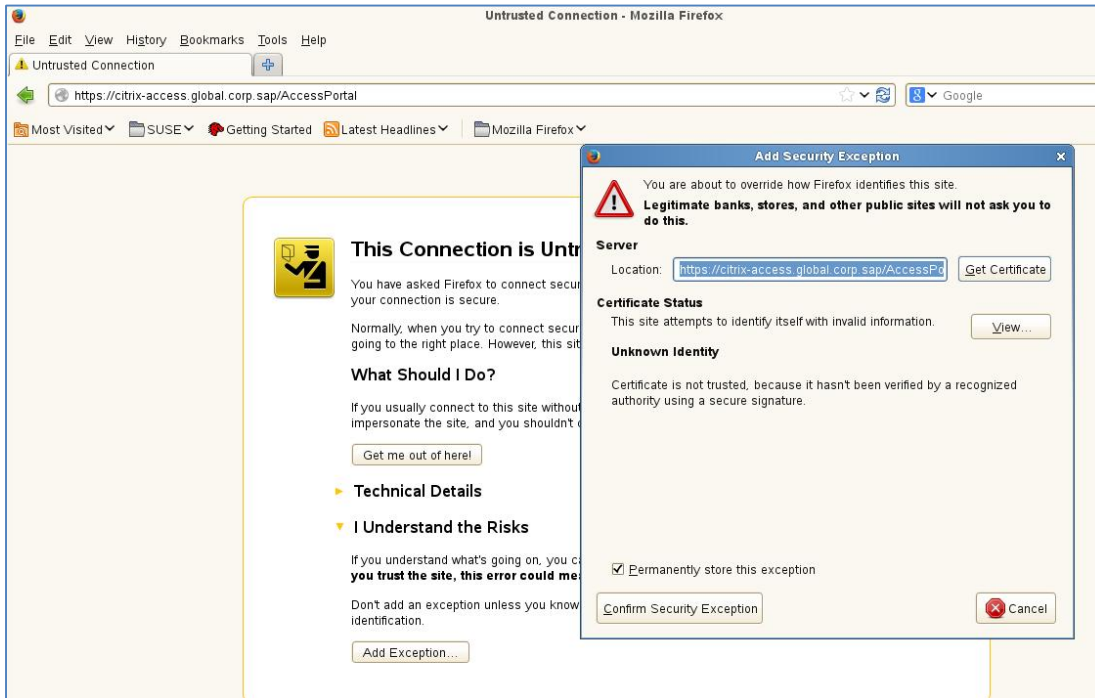 Untrusted Connection - Mozilla Firefox
File Edit View History Bookmarks Tools Help
Untrusted Connection
https://citrix-access.global.corp.sap/AccessPortal
Google
Most Visited SUSE Getting Started Latest Headlines Mozilla Firefox
This Connection is Untr
You have asked Firefox to connect secur
your connection is secure.
Normally, when you try to connect secur
going to the right place. However, this sit
What Should I Do?
If you usually connect to this site without
impersonate the site, and you shouldn't
Get me out of here!
Technical Details
I Understand the Risks
If you understand what's going on, you ca
you trust the site, this error could me
Don't add an exception unless you know
identification.
Add Exception...
Add Security Exception
You are about to override how Firefox identifies this site.
Legitimate banks, stores, and other public sites will not ask you to
do this.
Server
Location: https://citrix-access.global.corp.sap/AccessPo Get Certificate
Certificate Status
This site attempts to identify itself with invalid information.
View...
Unknown Identity
Certificate is not trusted, because it hasn't been verified by a recognized
authority using a secure signature.
Permanently store this exception
Confirm Security Exception
Cancel